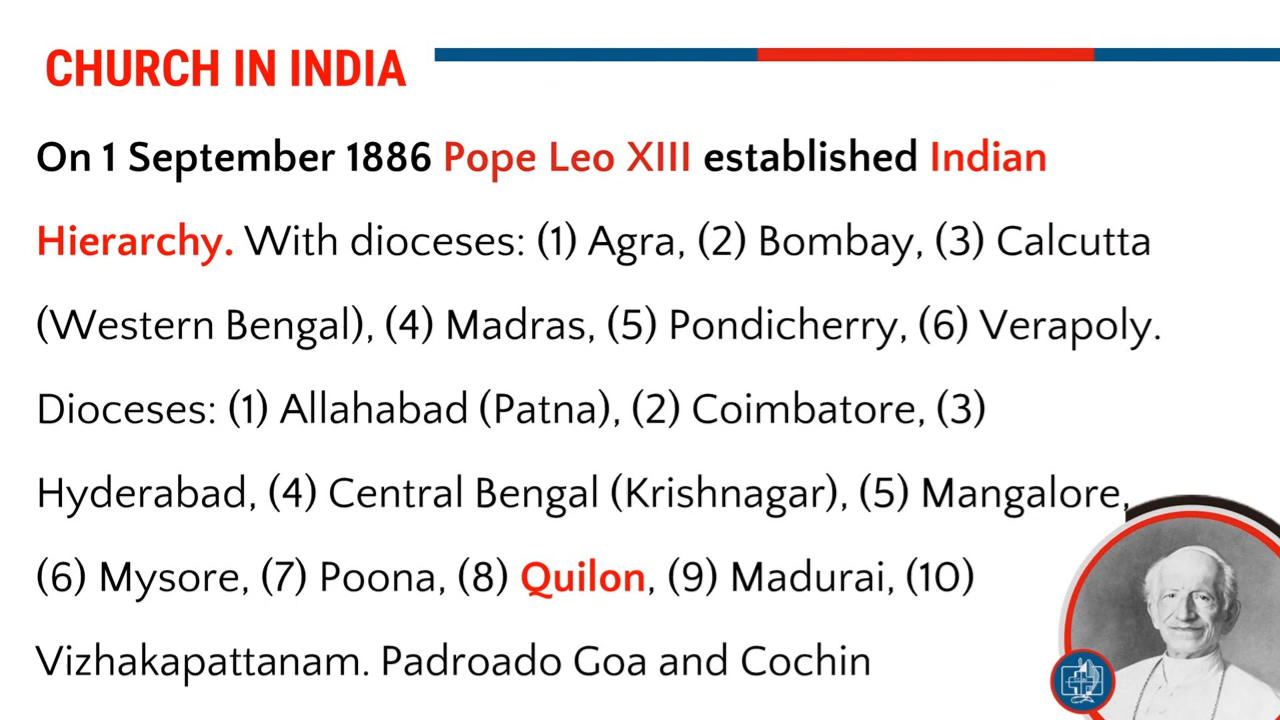 CHURCH IN INDIA
On 1 September 1886 Pope Leo XIII established Indian
Hierarchy. With dioceses: (1) Agra, (2) Bombay, (3) Calcutta
(Western Bengal), (4) Madras, (5) Pondicherry, (6) Verapoly.
Dioceses: (1) Allahabad (Patna), (2) Coimbatore, (3)
Hyderabad, (4) Central Bengal (Krishnagar), (5) Mangalore,
(6) Mysore, (7) Poona, (8) Quilon, (9) Madurai, (10)
Vizhakapattanam. Padroado Goa and Cochin